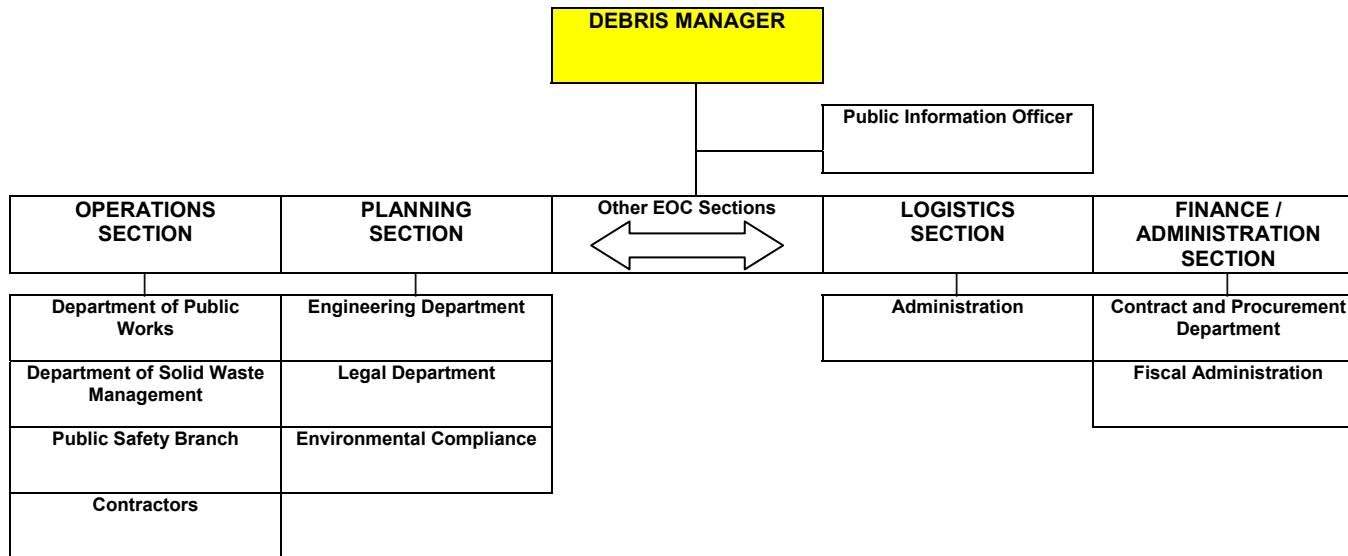 DEBRIS MANAGER
Public Information Officer
OPERATIONS
SECTION
PLANNING
SECTION
Other EOC Sections
LOGISTICS
SECTION
FINANCE /
ADMINISTRATION
SECTION
Department of Public
Works
Engineering Department
Administration
Contract and Procurement
Department
Department of Solid Waste
Management
Legal Department
Fiscal Administration
Public Safety Branch
Environmental Compliance
Contractors